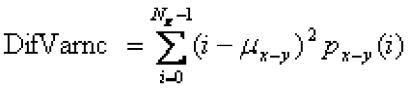 DifVarnc = \sum_{i=0}^{N_g-1} (i - \mu_{x-y})^2 p_{x-y}(i)